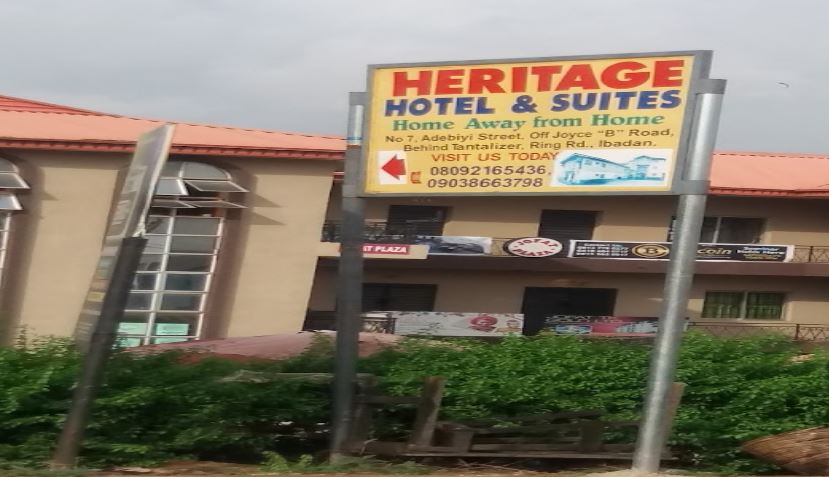 HERITAGE
HOTEL & SUITES
Home Away from Home
No 7, Adebiyi Street, Off Joyce "B" Road,
Behind Tantalizer, Ring Rd., Ibadan.
VISIT US TODAY
08092165436,
09038663798
PLAZA